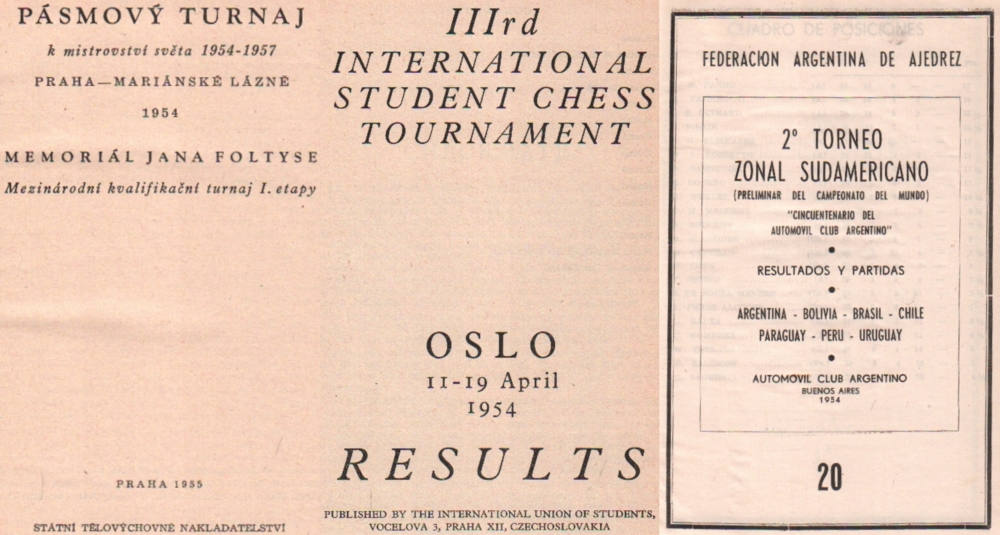 PÁSMOVÝ TURNAJ
k mistrovství světa 1954-1957
PRAHA—MARIÁNSKÉ LÁZNĚ
1954
MEMORIÁL JANA FOLTYSE
Mezinárodní kvalifikační turnaj I. etapy
PRAHA 1955
STÁTNÍ TĚLOVÝCHOVNÉ NAKLADATELSTVÍ
IIIrd
INTERNATIONAL
STUDENT CHESS
TOURNAMENT
OSLO
11-19 April
1954
RESULTS
PUBLISHED BY THE INTERNATIONAL UNION OF STUDENTS,
VOCELOVA 3, PRAHA XII, CZECHOSLOVAKIA
CUADRO DE POSICIONES
FEDERACION ARGENTINA DE AJEDREZ
2º TORNEO
ZONAL SUDAMERICANO
(PRELIMINAR DEL CAMPEONATO DEL MUNDO)
"CINCUENTENARIO DEL
AUTOMOVIL CLUB ARGENTINO"
•
RESULTADOS Y PARTIDAS
•
ARGENTINA - BOLIVIA - BRASIL - CHILE
PARAGUAY - PERU - URUGUAY
•
AUTOMOVIL CLUB ARGENTINO
BUENOS AIRES
1954
20